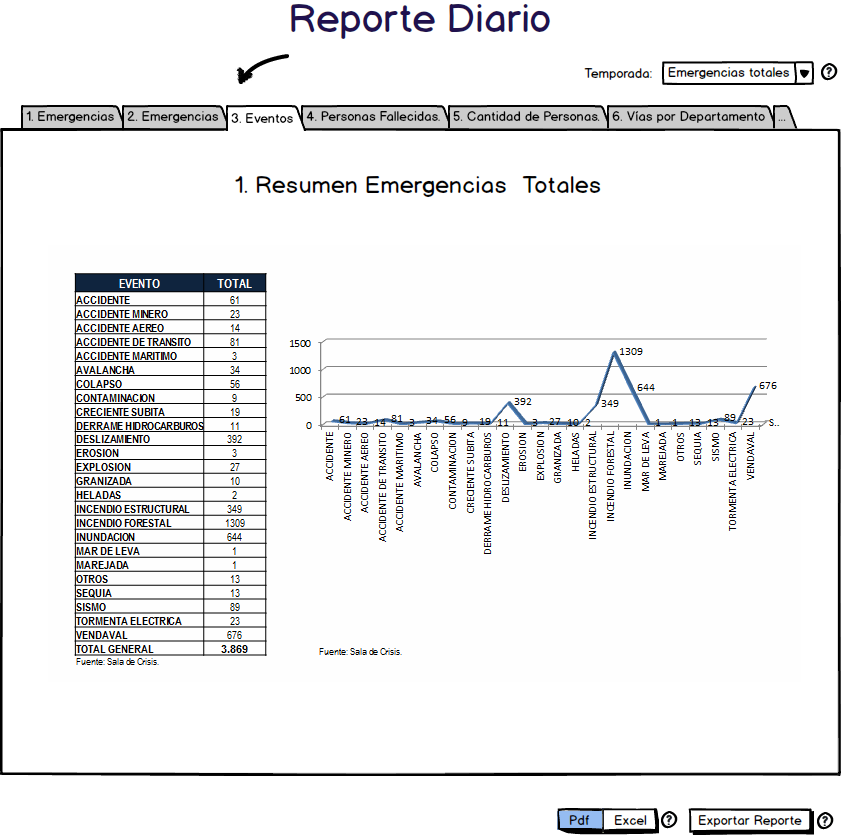 Reporte Diario
Temporada: Emergencias totales ?
1. Emergencias 2. Emergencias 3. Eventos 4. Personas Fallecidas. 5. Cantidad de Personas. 6. Vías por Departamento ...
1. Resumen Emergencias Totales
EVENTO TOTAL
ACCIDENTE 61
ACCIDENTE MINERO 23
ACCIDENTE AEREO 14
ACCIDENTE DE TRANSITO 81
ACCIDENTE MARITIMO 3
AVALANCHA 34
COLAPSO 56
CONTAMINACION 9
CRECIENTE SUBITA 19
DERRAME HIDROCARBUROS 11
DESLIZAMIENTO 392
EROSION 3
EXPLOSION 27
GRANIZADA 10
HELADAS 2
INCENDIO ESTRUCTURAL 349
INCENDIO FORESTAL 1309
INUNDACION 644
MAR DE LEVA 1
MAREJADA 1
OTROS 13
SEQUIA 13
SISMO 89
TORMENTA ELECTRICA 23
VENDAVAL 676
TOTAL GENERAL 3.869
Fuente: Sala de Crisis.
1500
1000
500
0
61 23 14 81 3 34 56 9 19 11 392 3 27 10 2 349 1309 644 1 1 13 13 89 23 676
S..
ACCIDENTE
ACCIDENTE MINERO
ACCIDENTE AEREO
ACCIDENTE DE TRANSITO
ACCIDENTE MARITIMO
AVALANCHA
COLAPSO
CONTAMINACION
CRECIENTE SUBITA
DERRAME HIDROCARBUROS
DESLIZAMIENTO
EROSION
EXPLOSION
GRANIZADA
HELADAS
INCENDIO ESTRUCTURAL
INCENDIO FORESTAL
INUNDACION
MAR DE LEVA
MAREJADA
OTROS
SEQUIA
SISMO
TORMENTA ELECTRICA
VENDAVAL
Fuente: Sala de Crisis.
Pdf Excel ? Exportar Reporte ?